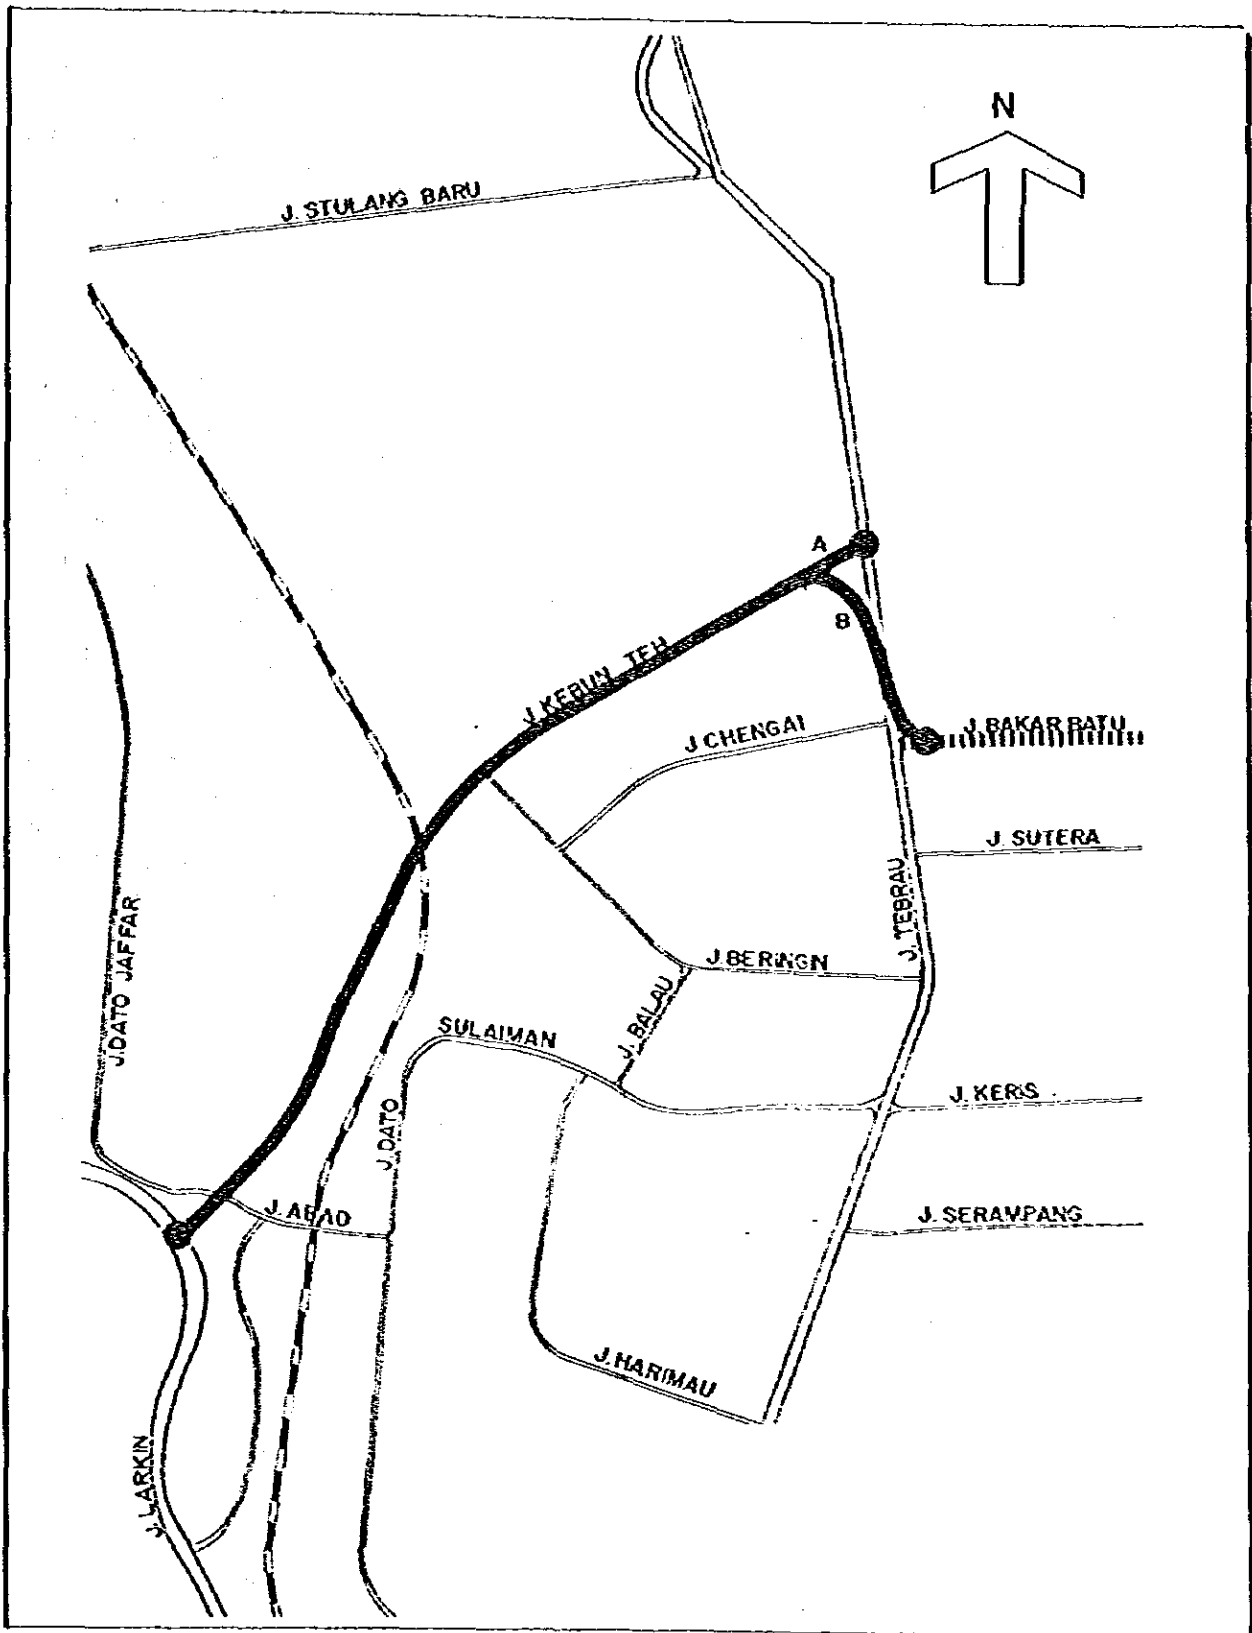 N
J. STULANG BARU
A
B
J. KEBUN TEH
J. BAKAR BATU
J. CHENGAI
J. SUTERA
J. TEBRAU
J. DATO JAFFAR
J. BERINGIN
J. BALAU
SULAIMAN
J. DATO
J. KERIS
J. ABAD
J. SERAMPANG
J. HARIMAU
J. LARKIN